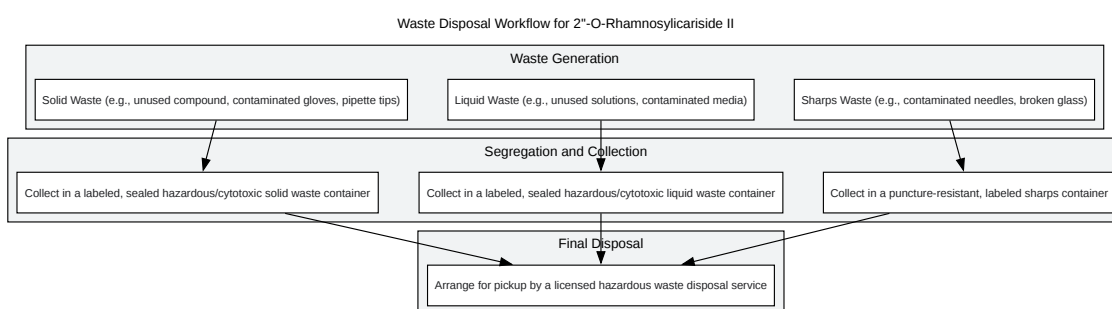 Waste Disposal Workflow for 2"-O-Rhamnosylicariside II
Waste Generation
Solid Waste (e.g., unused compound, contaminated gloves, pipette tips)
Liquid Waste (e.g., unused solutions, contaminated media)
Sharps Waste (e.g., contaminated needles, broken glass)
Segregation and Collection
Collect in a labeled, sealed hazardous/cytotoxic solid waste container
Collect in a labeled, sealed hazardous/cytotoxic liquid waste container
Collect in a puncture-resistant, labeled sharps container
Final Disposal
Arrange for pickup by a licensed hazardous waste disposal service